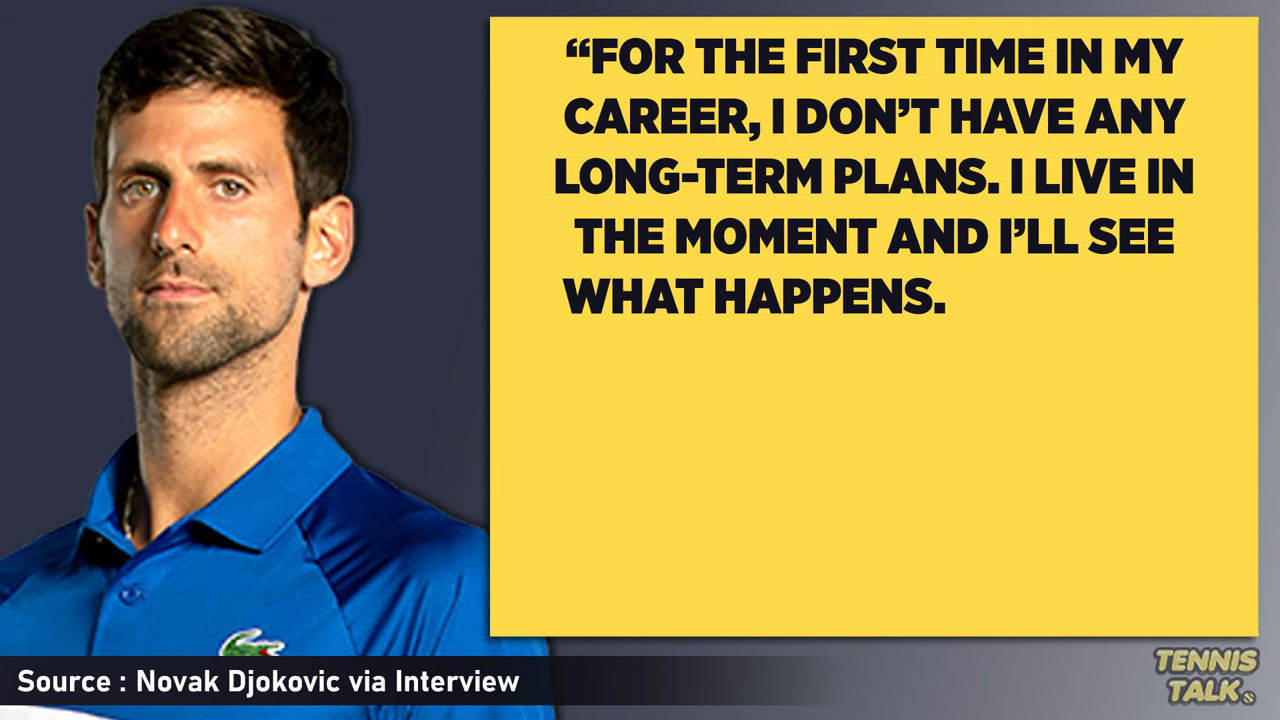 “FOR THE FIRST TIME IN MY
CAREER, I DON’T HAVE ANY
LONG-TERM PLANS. I LIVE IN
THE MOMENT AND I’LL SEE
WHAT HAPPENS.
Source : Novak Djokovic via Interview
TENNIS
TALK